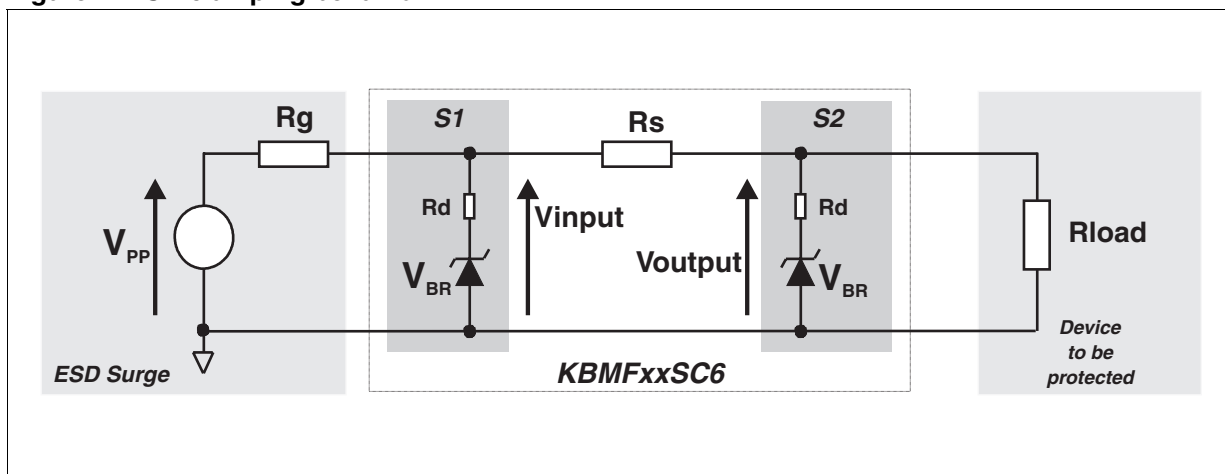 Rg
S1
Rs
S2
Rd
Rd
Vinput
Rload
VPP
Voutput
VBR
VBR
Device
to be
protected
ESD Surge
KBMFxxSC6